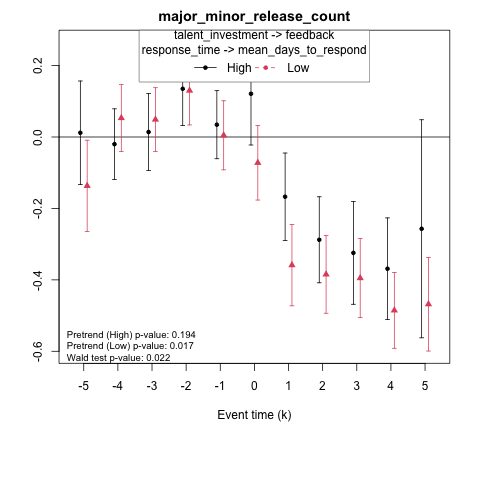 major_minor_release_count
talent_investment -> feedback
response_time -> mean_days_to_respond
High Low
0.2
0.0
-0.2
-0.4
-0.6
Pretrend (High) p-value: 0.194
Pretrend (Low) p-value: 0.017
Wald test p-value: 0.022
-5 -4 -3 -2 -1 0 1 2 3 4 5
Event time (k)